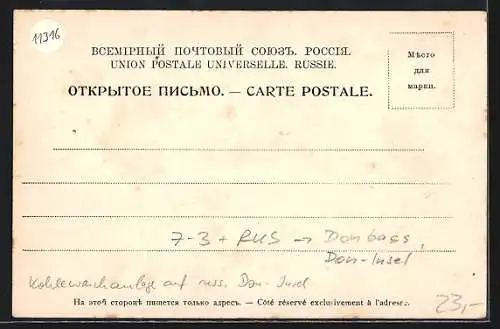 11316
ВСЕМІРНЫЙ ПОЧТОВЫЙ СОЮЗЪ. РОССІЯ.
UNION POSTALE UNIVERSELLE. RUSSIE.
ОТКРЫТОЕ ПИСЬМО. — CARTE POSTALE.
Мѣсто
для
марки.
7-3 + RUS → Donbass,
Don-Insel
Kohlewaschanlage auf russ. Don-Insel
На этой сторонѣ пишется только адресъ. — Côté réservé exclusivement à l'adresse.
23,-